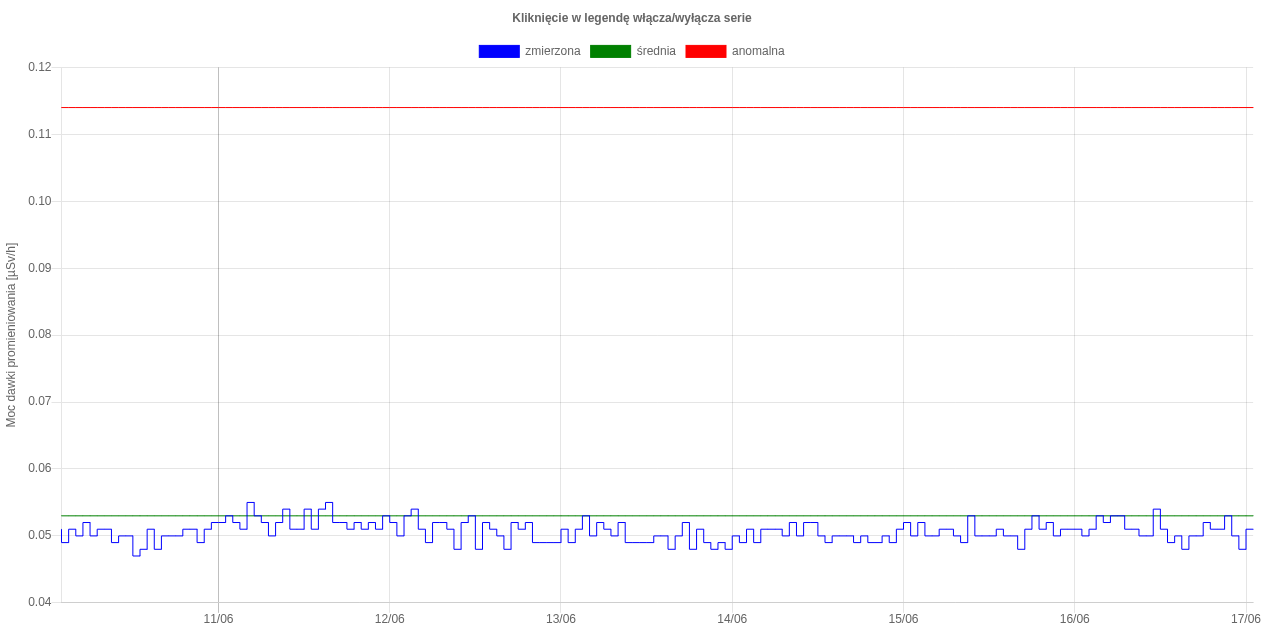 Kliknięcie w legendę włącza/wyłącza serie
zmierzona średnia anomalna
Moc dawki promieniowania [µSv/h]
0.12
0.11
0.10
0.09
0.08
0.07
0.06
0.05
0.04
11/06 12/06 13/06 14/06 15/06 16/06 17/06